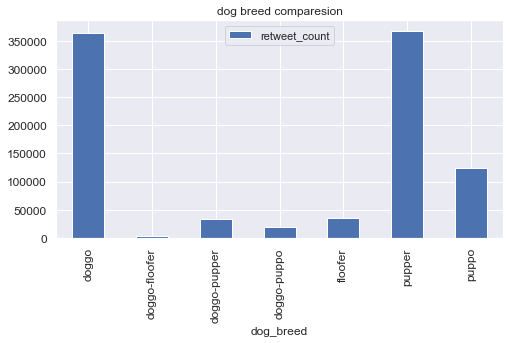 dog breed comparesion
retweet_count
350000
300000
250000
200000
150000
100000
50000
0
doggo
doggo-floofer
doggo-pupper
doggo-puppo
floofer
pupper
puppo
dog_breed